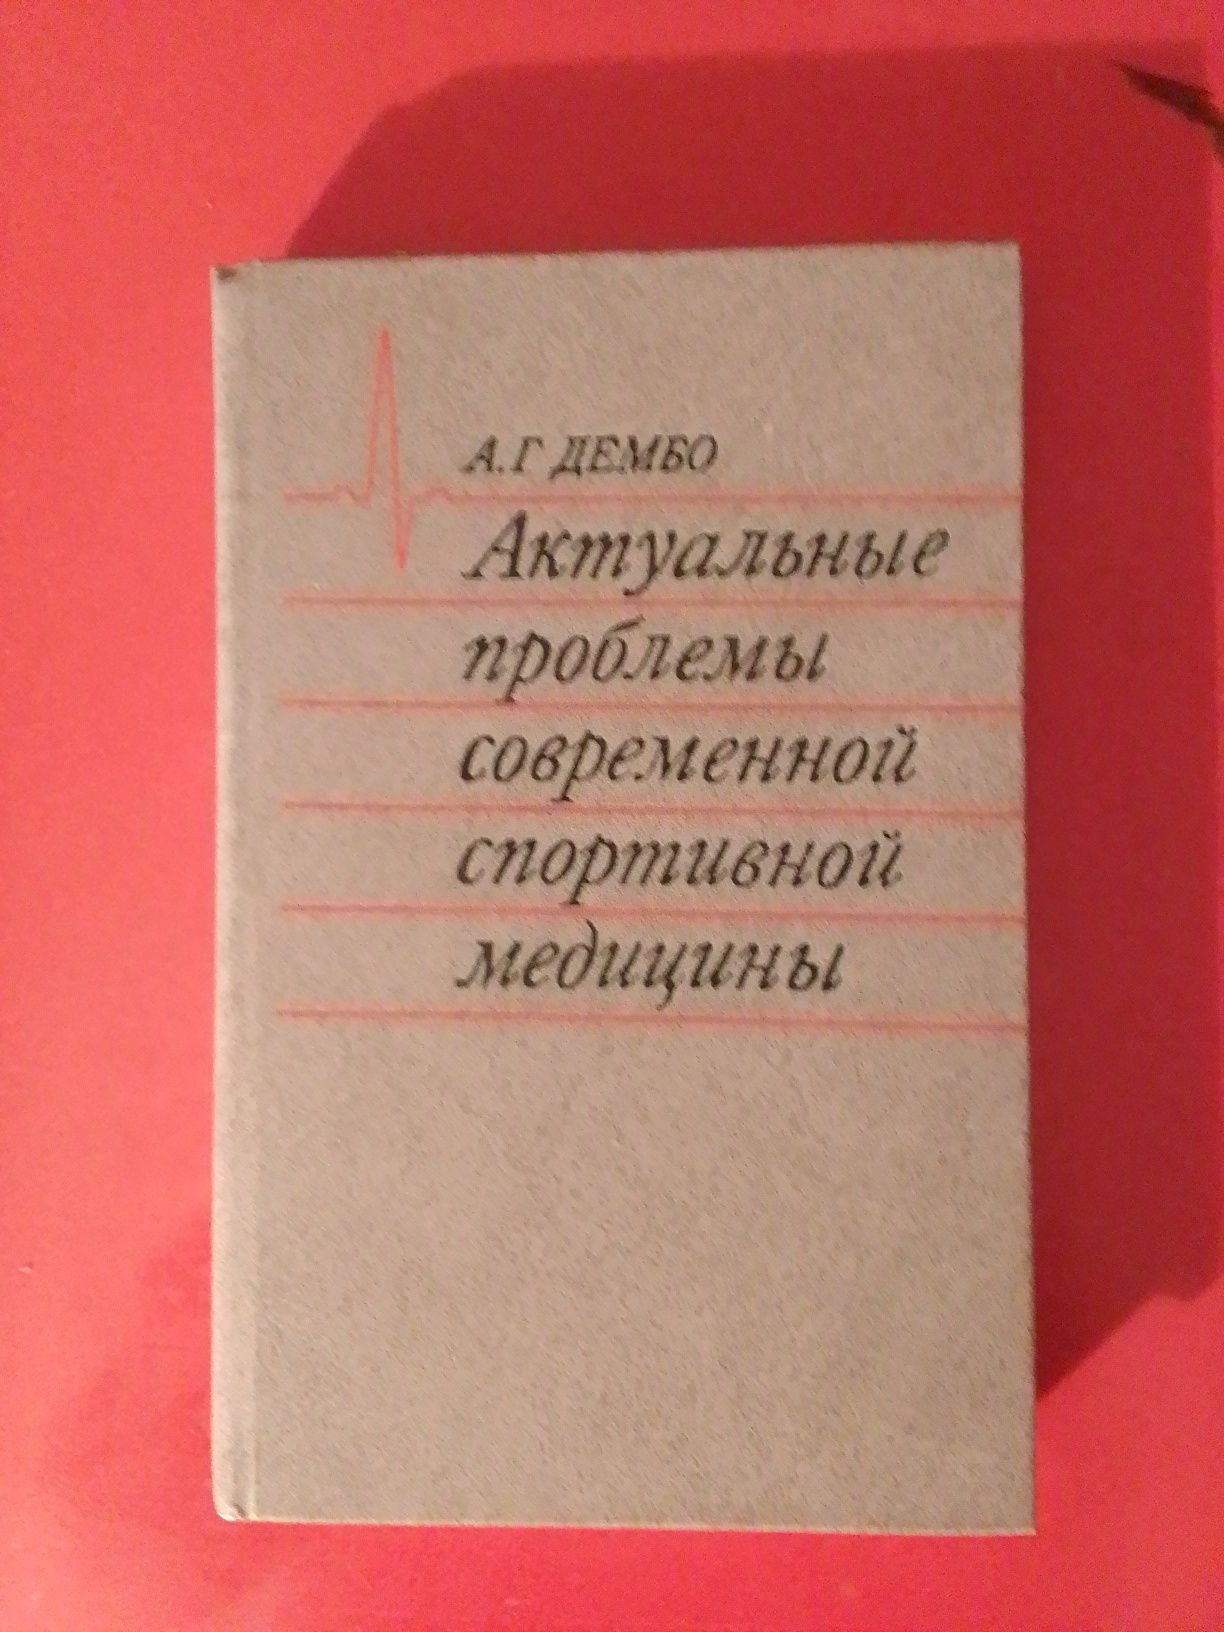 А.Г ДЕМБО
Актуальные
проблемы
современной
спортивной
медицины